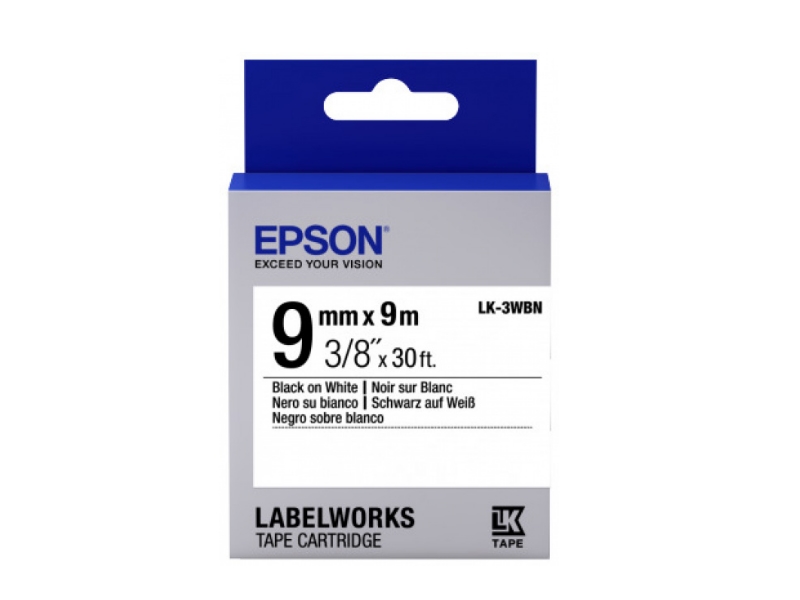 EPSON®
EXCEED YOUR VISION
LK-3WBN
9 mm x 9 m
3/8″ x 30 ft.
Black on White | Noir sur Blanc
Nero su bianco | Schwarz auf Weiß
Negro sobre blanco
LABELWORKS
TAPE CARTRIDGE
LK
TAPE